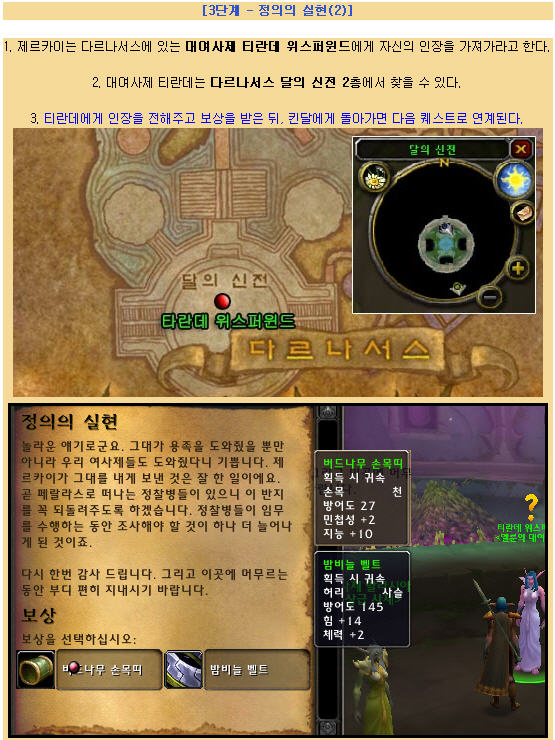 [3단계 - 정의의 실현(2)]
1. 제르카이는 다르나서스에 있는 대여사제 티란데 위스퍼윈드에게 자신의 인장을 가져가라고 한다.
2. 대여사제 티란데는 다르나서스 달의 신전 2층에서 찾을 수 있다.
3. 티란데에게 인장을 전해주고 보상을 받은 뒤, 킨달에게 돌아가면 다음 퀘스트로 연계된다.
달의 신전
N
달의 신전
타란데 위스퍼윈드
다르나서스
정의의 실현
놀라운 얘기로군요. 그대가 용족을 도와줬을 뿐만
아니라 우리 여사제들도 도와줬다니 기쁩니다. 제
르카이가 그대를 내게 보낸 것은 잘 한 일이에요.
곧 페랄라스로 떠나는 정찰병들이 있으니 이 반지
를 꼭 되돌려주도록 하겠습니다. 정찰병들이 임무
를 수행하는 동안 조사해야 할 것이 하나 더 늘어나
게 된 것이죠.
다시 한번 감사 드립니다. 그리고 이곳에 머무르는
동안 부디 편히 지내시기 바랍니다.
보상
보상을 선택하십시오:
버드나무 손목띠
밤비늘 벨트
버드나무 손목띠
획득 시 귀속
손목 천
방어도 27
민첩성 +2
지능 +10
밤비늘 벨트
획득 시 귀속
허리 사슬
방어도 145
힘 +14
체력 +2
티란데 위스퍼